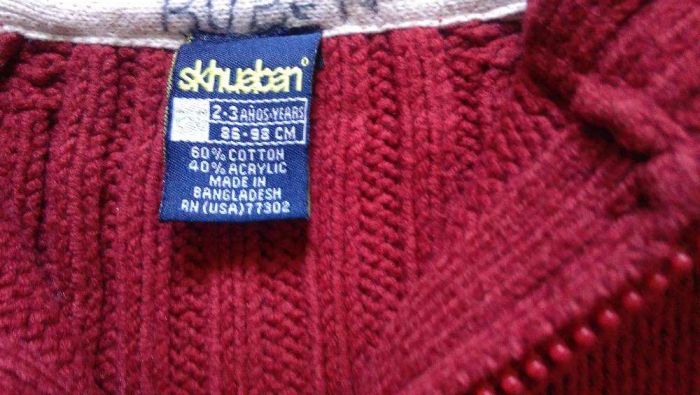 skhuaban°
2-3 AÑOS-YEARS
86-98 CM
60% COTTON
40% ACRYLIC
MADE IN
BANGLADESH
RN (USA) 77302